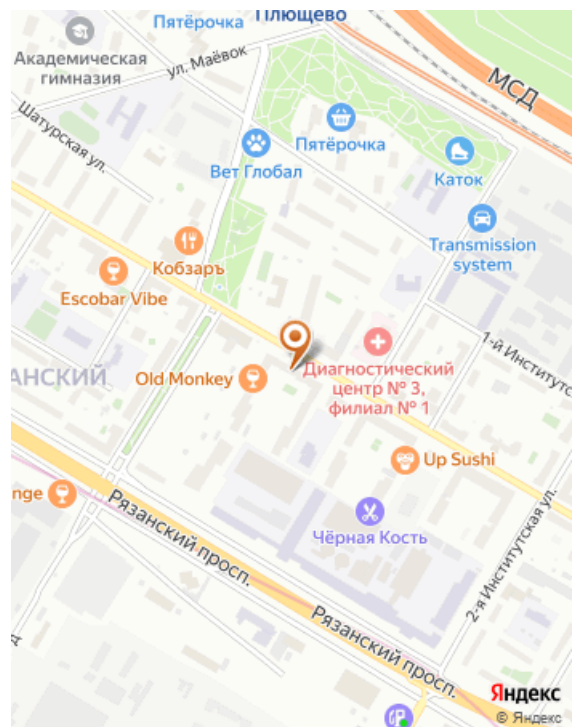 Пятёрочка
Плющево
Академическая
гимназия
ул. Маёвок
МСД
Шатурская ул.
Пятёрочка
Вет Глобал
Каток
Кобзаръ
Transmission
system
Escobar Vibe
1-й Институтс
АНСКИЙ
Old Monkey
Диагностический
центр № 3,
филиал № 1
Up Sushi
nge
Рязанский просп.
Чёрная Кость
2-я Институтская ул.
Рязанский просп.
Яндекс
© Яндекс